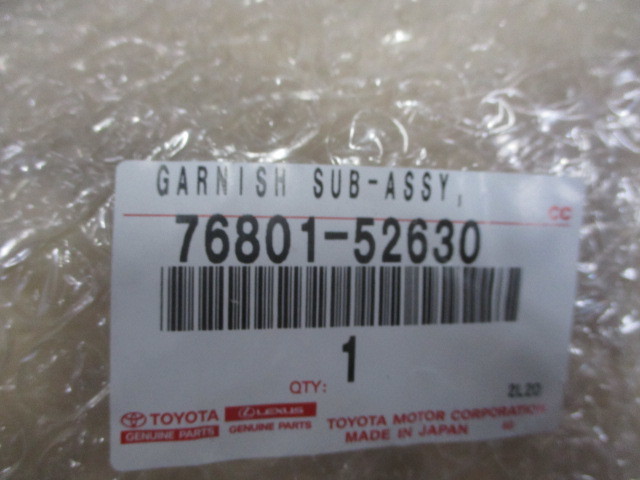 GARNISH SUB-ASSY,
CC
76801-52630
1
QTY:
2L20
TOYOTA
GENUINE PARTS
LEXUS
GENUINE PARTS
TOYOTA MOTOR CORPORATION
MADE IN JAPAN